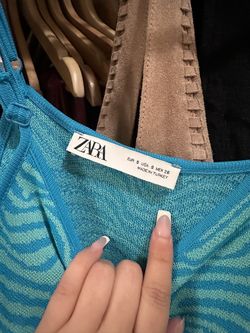 ZARA
EUR S USA S MEX 26
MADE IN TURKEY